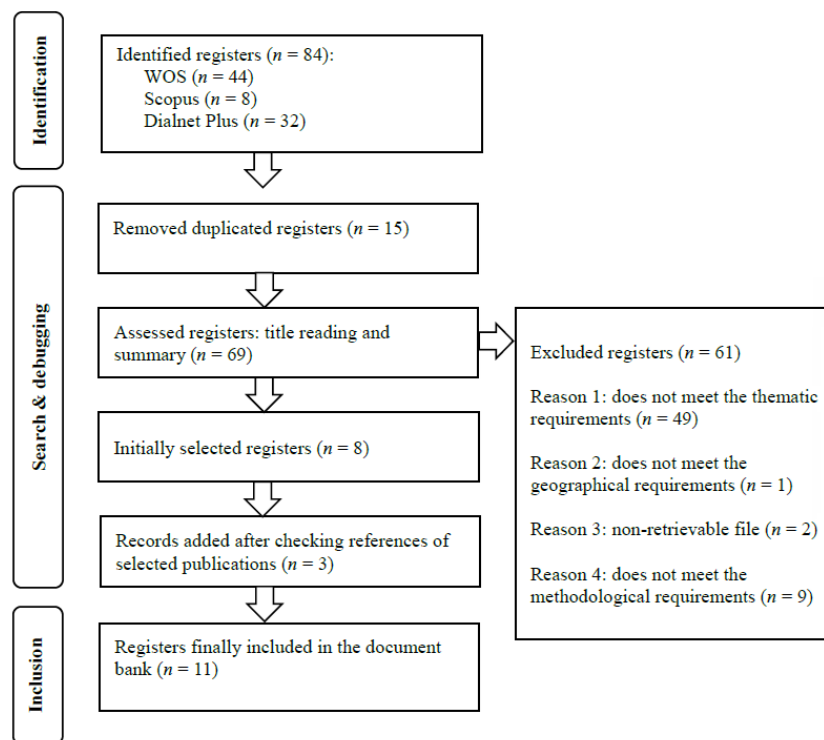 Identification
Identified registers (n = 84):
WOS (n = 44)
Scopus (n = 8)
Dialnet Plus (n = 32)
Search & debugging
Removed duplicated registers (n = 15)
Assessed registers: title reading and
summary (n = 69)
Excluded registers (n = 61)
Reason 1: does not meet the thematic
requirements (n = 49)
Reason 2: does not meet the
geographical requirements (n = 1)
Reason 3: non-retrievable file (n = 2)
Reason 4: does not meet the
methodological requirements (n = 9)
Initially selected registers (n = 8)
Records added after checking references of
selected publications (n = 3)
Inclusion
Registers finally included in the document
bank (n = 11)